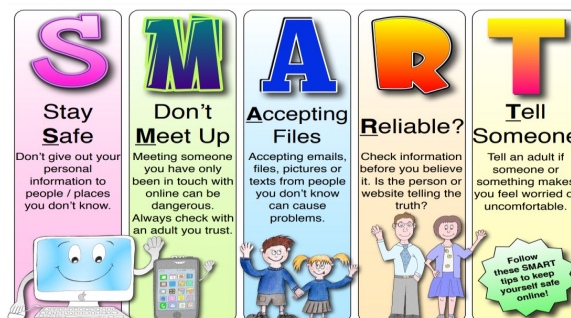 S
Stay
Safe
Don't give out your
personal
information to
people / places
you don't know.
M
Don't
Meet Up
Meeting someone
you have only
been in touch with
online can be
dangerous.
Always check with
an adult you trust.
A
Accepting
Files
Accepting emails,
files, pictures or
texts from people
you don't know
can cause
problems.
R
Reliable?
Check information
before you believe
it. Is the person or
website telling the
truth?
T
Tell
Someone
Tell an adult if
someone or
something makes
you feel worried or
uncomfortable.
Follow
these SMART
tips to keep
yourself safe
online!